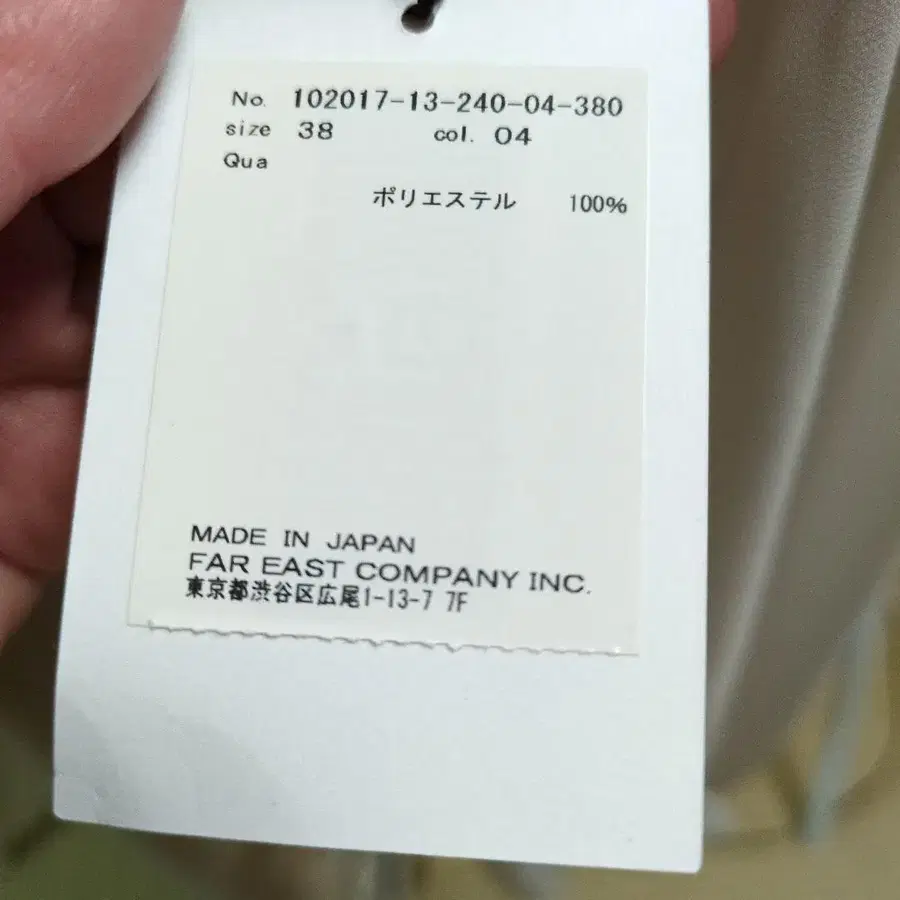 No. 102017-13-240-04-380
size 38 col. 04
Qua
ポリエステル 100%
MADE IN JAPAN
FAR EAST COMPANY INC.
東京都渋谷区広尾1-13-7 7F